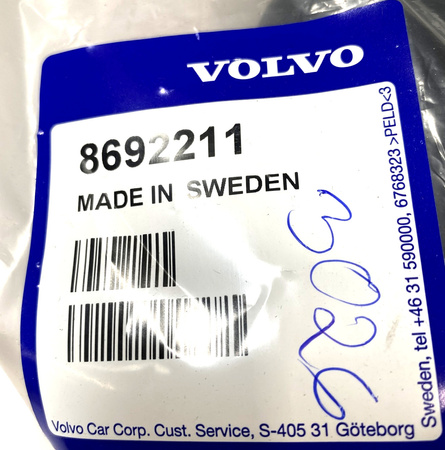 VOLVO
8692211
MADE IN SWEDEN
302
Volvo Car Corp. Cust. Service, S-405 31 Göteborg
Sweden, tel +46 31 590000, 6768323 >PELD<3